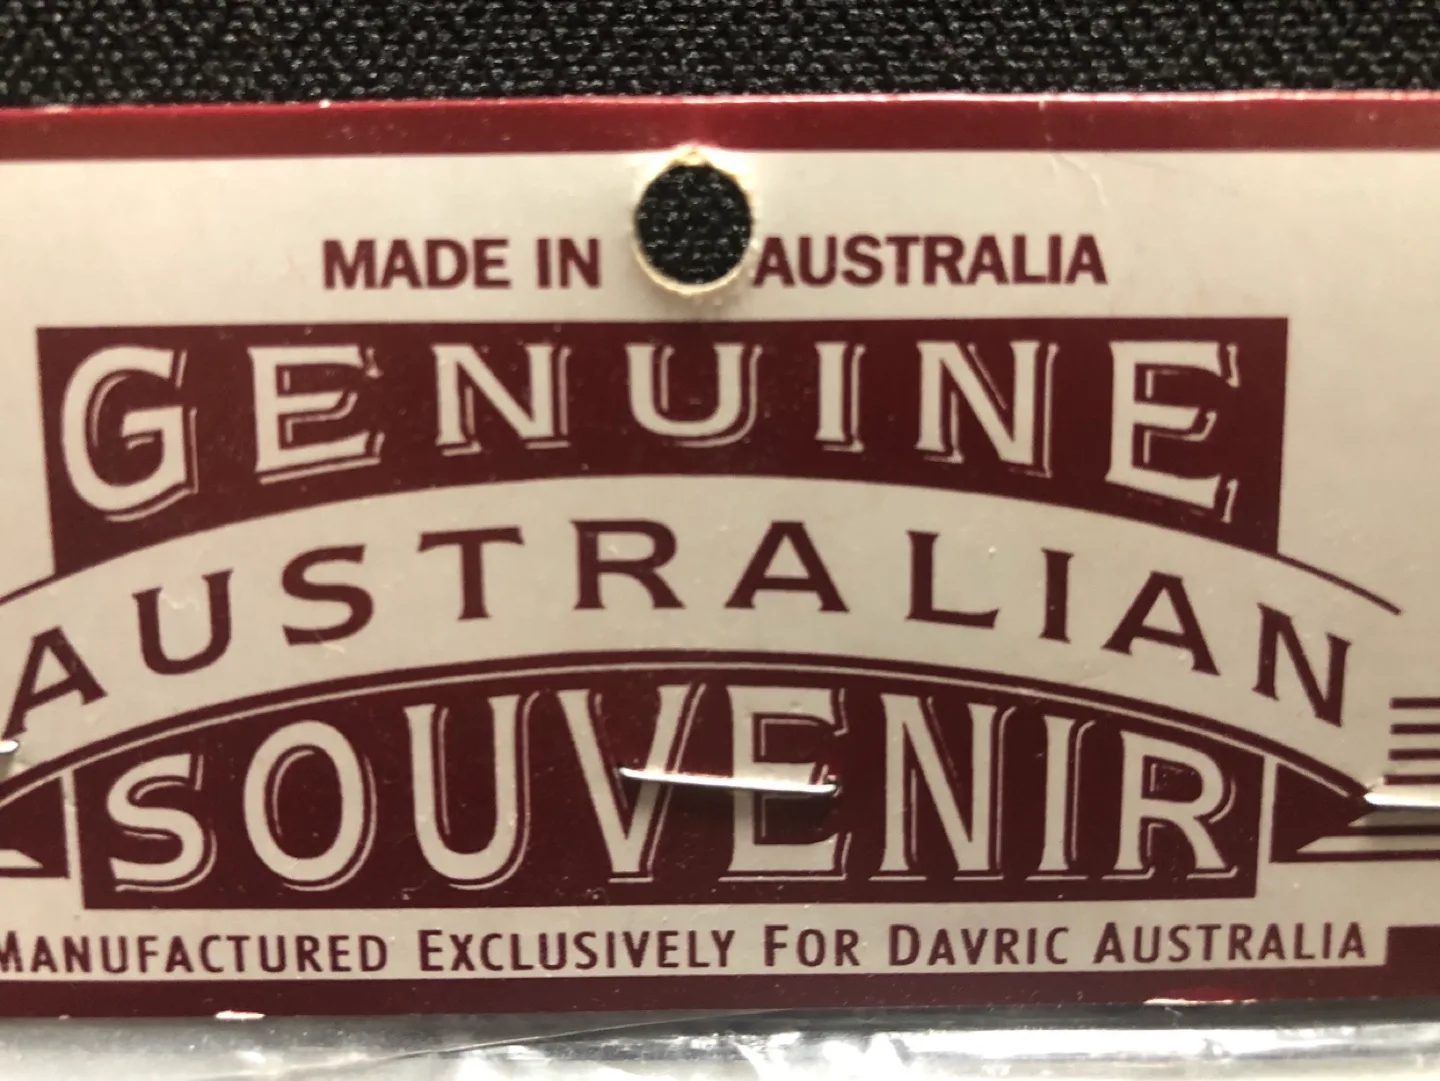 MADE IN AUSTRALIA
GENUINE
AUSTRALIAN
SOUVENIR
MANUFACTURED EXCLUSIVELY FOR DAVRIC AUSTRALIA